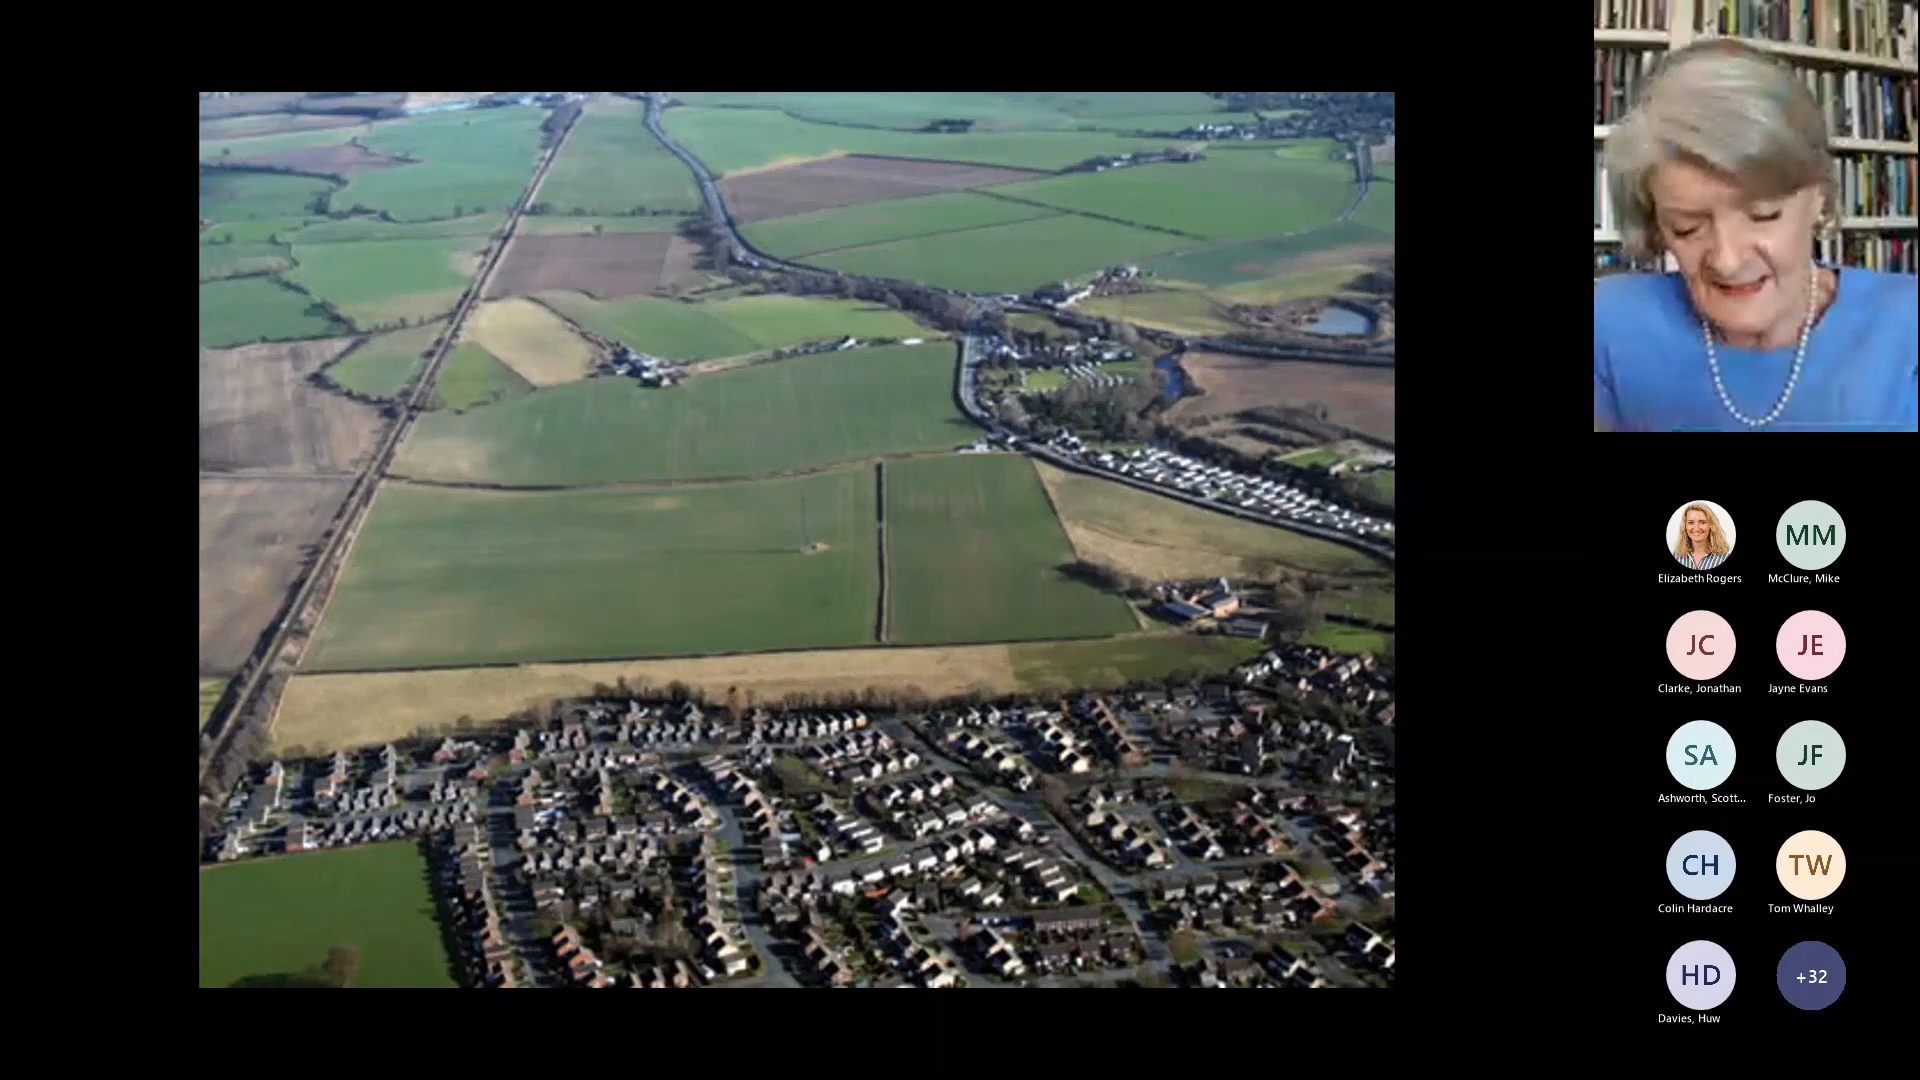 MM
Elizabeth Rogers
McClure, Mike
JC
JE
Clarke, Jonathan
Jayne Evans
SA
JF
Ashworth, Scott...
Foster, Jo
CH
TW
Colin Hardacre
Tom Whalley
HD
+32
Davies, Huw